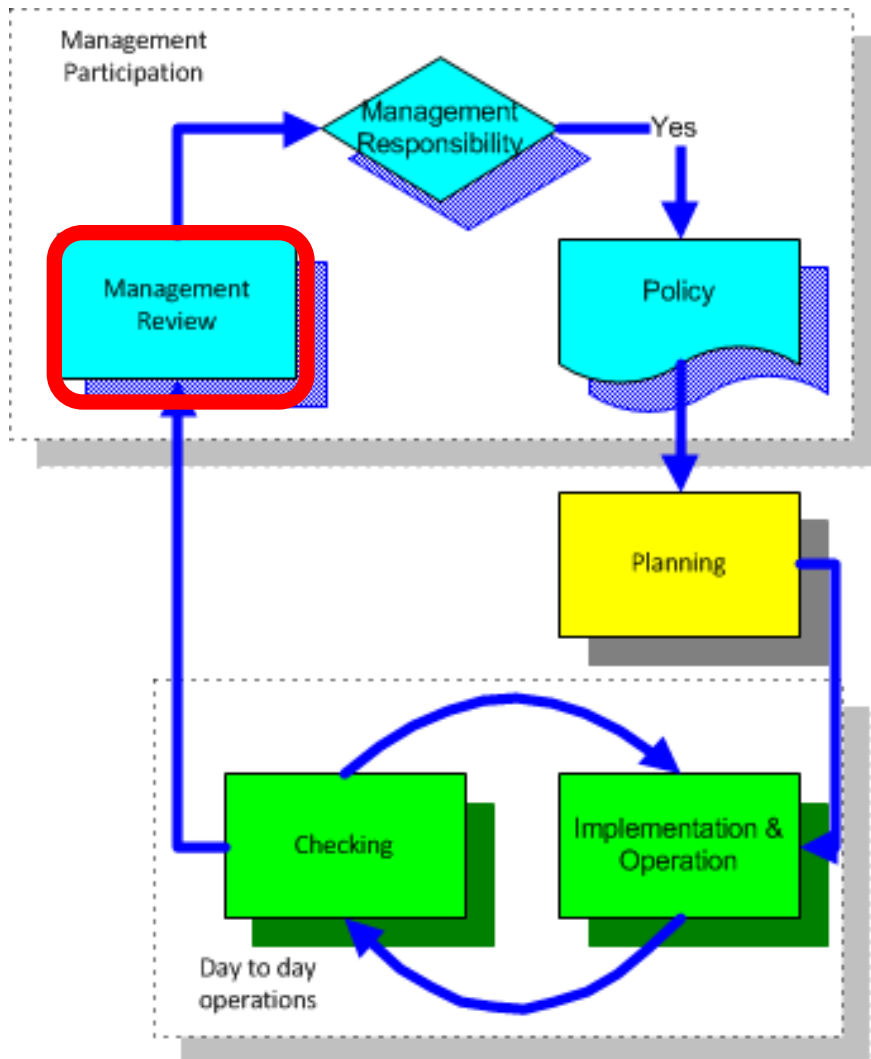 Management
Participation
Management
Responsibility
Yes
Management
Review
Policy
Planning
Checking
Implementation &
Operation
Day to day
operations